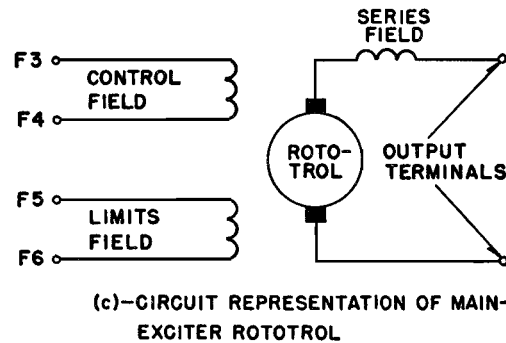 SERIES
FIELD
F3
CONTROL
FIELD
F4
ROTO-
TROL
OUTPUT
TERMINALS
F5
LIMITS
FIELD
F6
(c)-CIRCUIT REPRESENTATION OF MAIN-
EXCITER ROTOTROL